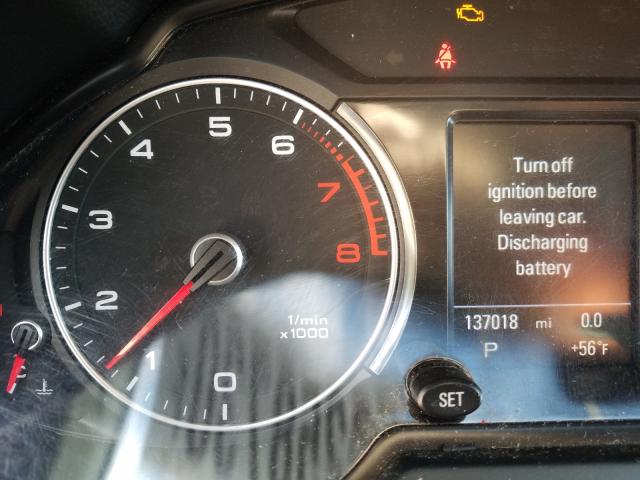 5
4
6
3
7
2
8
1
0
1/min
x1000
C
Turn off
ignition before
leaving car.
Discharging
battery
137018 mi 0.0
P +56°F
SET